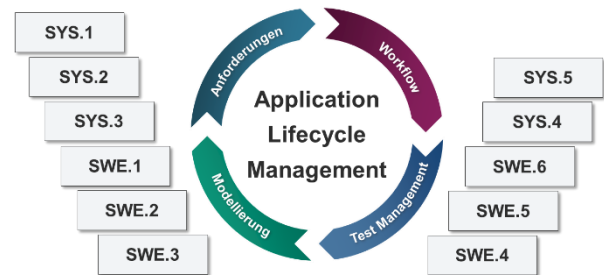 SYS.1
SYS.2
SYS.3
SWE.1
SWE.2
SWE.3
Anforderungen
Workflow
Application
Lifecycle
Management
Modellierung
Test Management
SYS.5
SYS.4
SWE.6
SWE.5
SWE.4